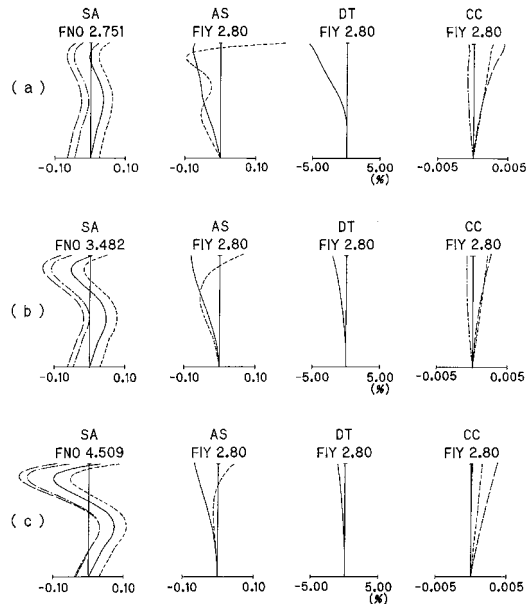 SA AS DT CC
FNO 2.751 FIY 2.80 FIY 2.80 FIY 2.80
(a)
-0.10 0.10 -0.10 0.10 -5.00 5.00 -0.005 0.005
(%)
SA AS DT CC
FNO 3.482 FIY 2.80 FIY 2.80 FIY 2.80
(b)
-0.10 0.10 -0.10 0.10 -5.00 5.00 -0.005 0.005
(%)
SA AS DT CC
FNO 4.509 FIY 2.80 FIY 2.80 FIY 2.80
(c)
-0.10 0.10 -0.10 0.10 -5.00 5.00 -0.005 0.005
(%)